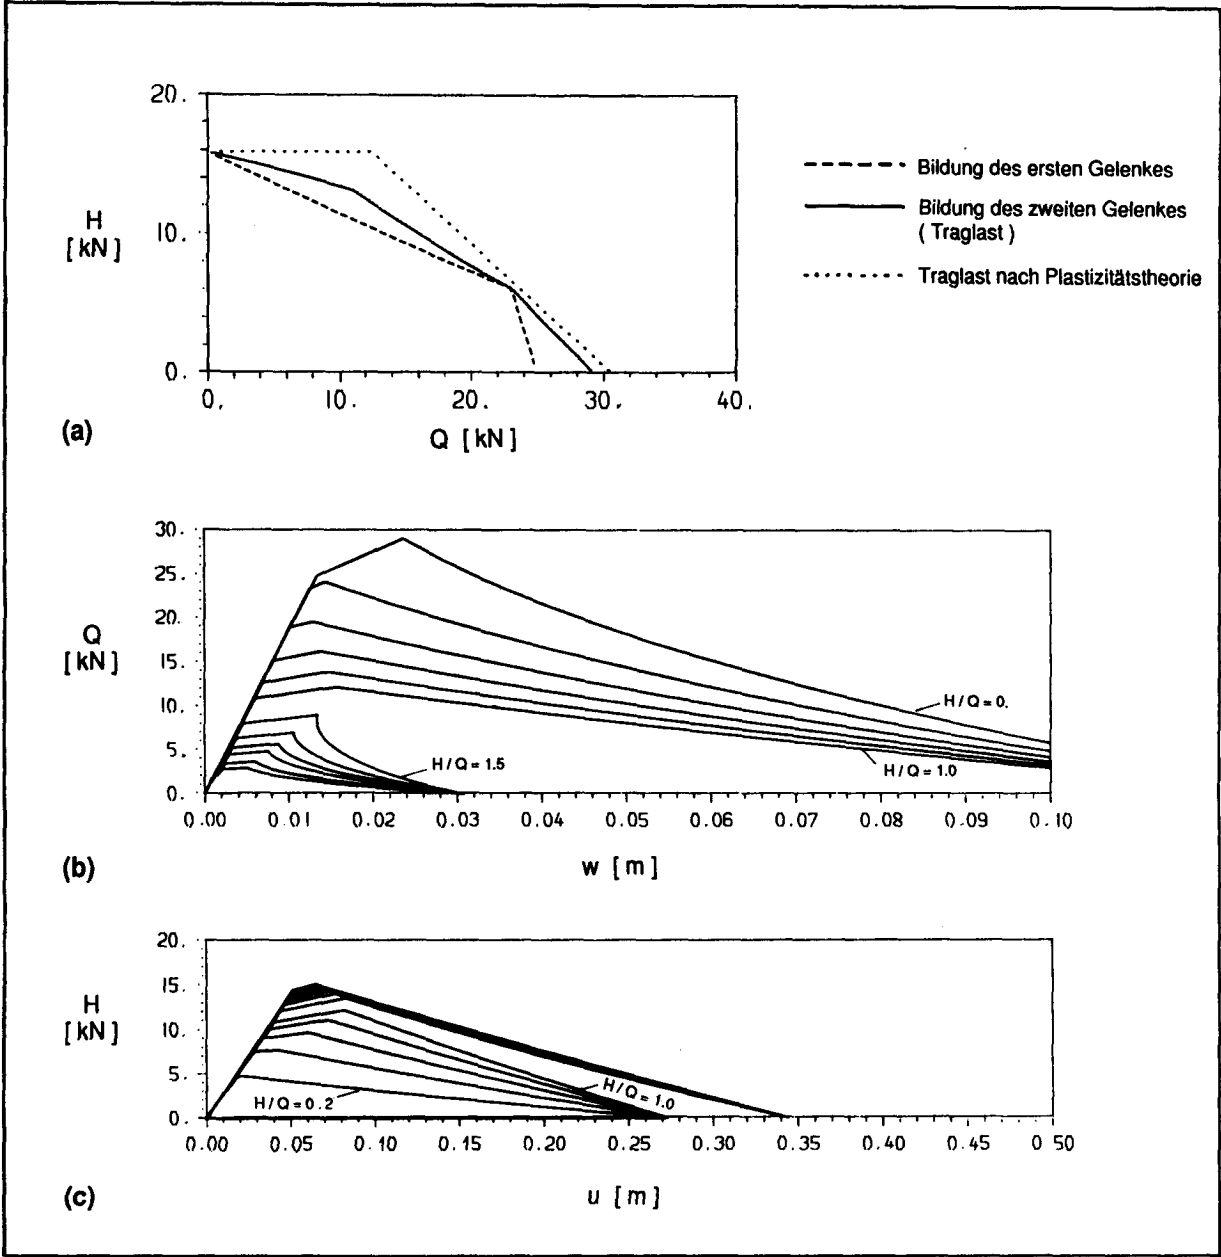 20.
10.
0.
H
[ kN ]
0.
10.
20.
30.
40.
Q [ kN ]
(a)
Bildung des ersten Gelenkes
Bildung des zweiten Gelenkes
( Traglast )
Traglast nach Plastizitätstheorie
30.
25.
20.
15.
10.
5.
0.
Q
[ kN ]
H/Q = 0.
H/Q = 1.0
H/Q = 1.5
0.00 0.01 0.02 0.03 0.04 0.05 0.06 0.07 0.08 0.09 0.10
w [ m ]
(b)
20.
15.
10.
5.
0.
H
[ kN ]
H/Q = 0.2
H/Q = 1.0
0.00 0.05 0.10 0.15 0.20 0.25 0.30 0.35 0.40 0.45 0.50
u [ m ]
(c)